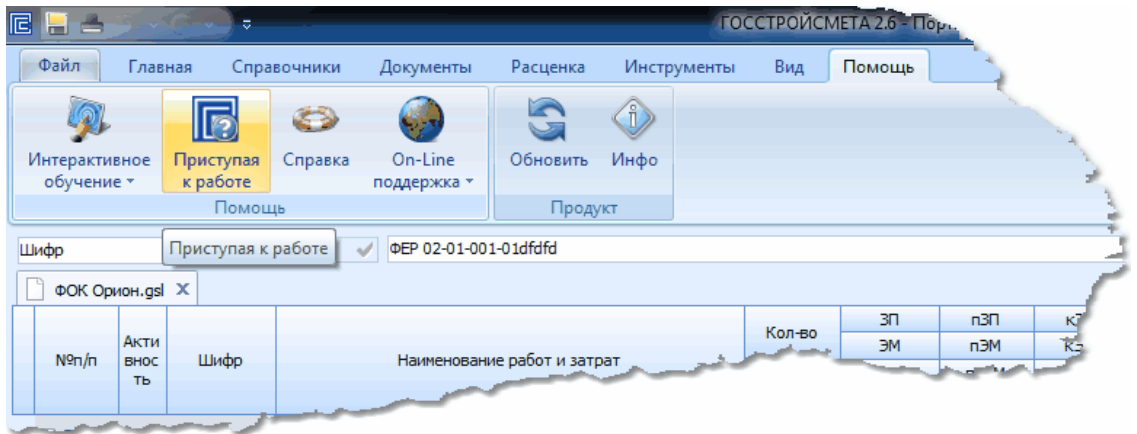 ГОССТРОЙСМЕТА 2.6 -
Файл Главная Справочники Документы Расценка Инструменты Вид Помощь
Интерактивное Приступая Справка On-Line Обновить Инфо
обучение к работе поддержка
Помощь Продукт
Шифр Приступая к работе ФЕР 02-01-001-01dfdfd
ФОК Орион.gsl X
Кол-во ЗП пЗП
№п/п Акти Шифр Наименование работ и затрат ЭМ пЭМ
внос
ть